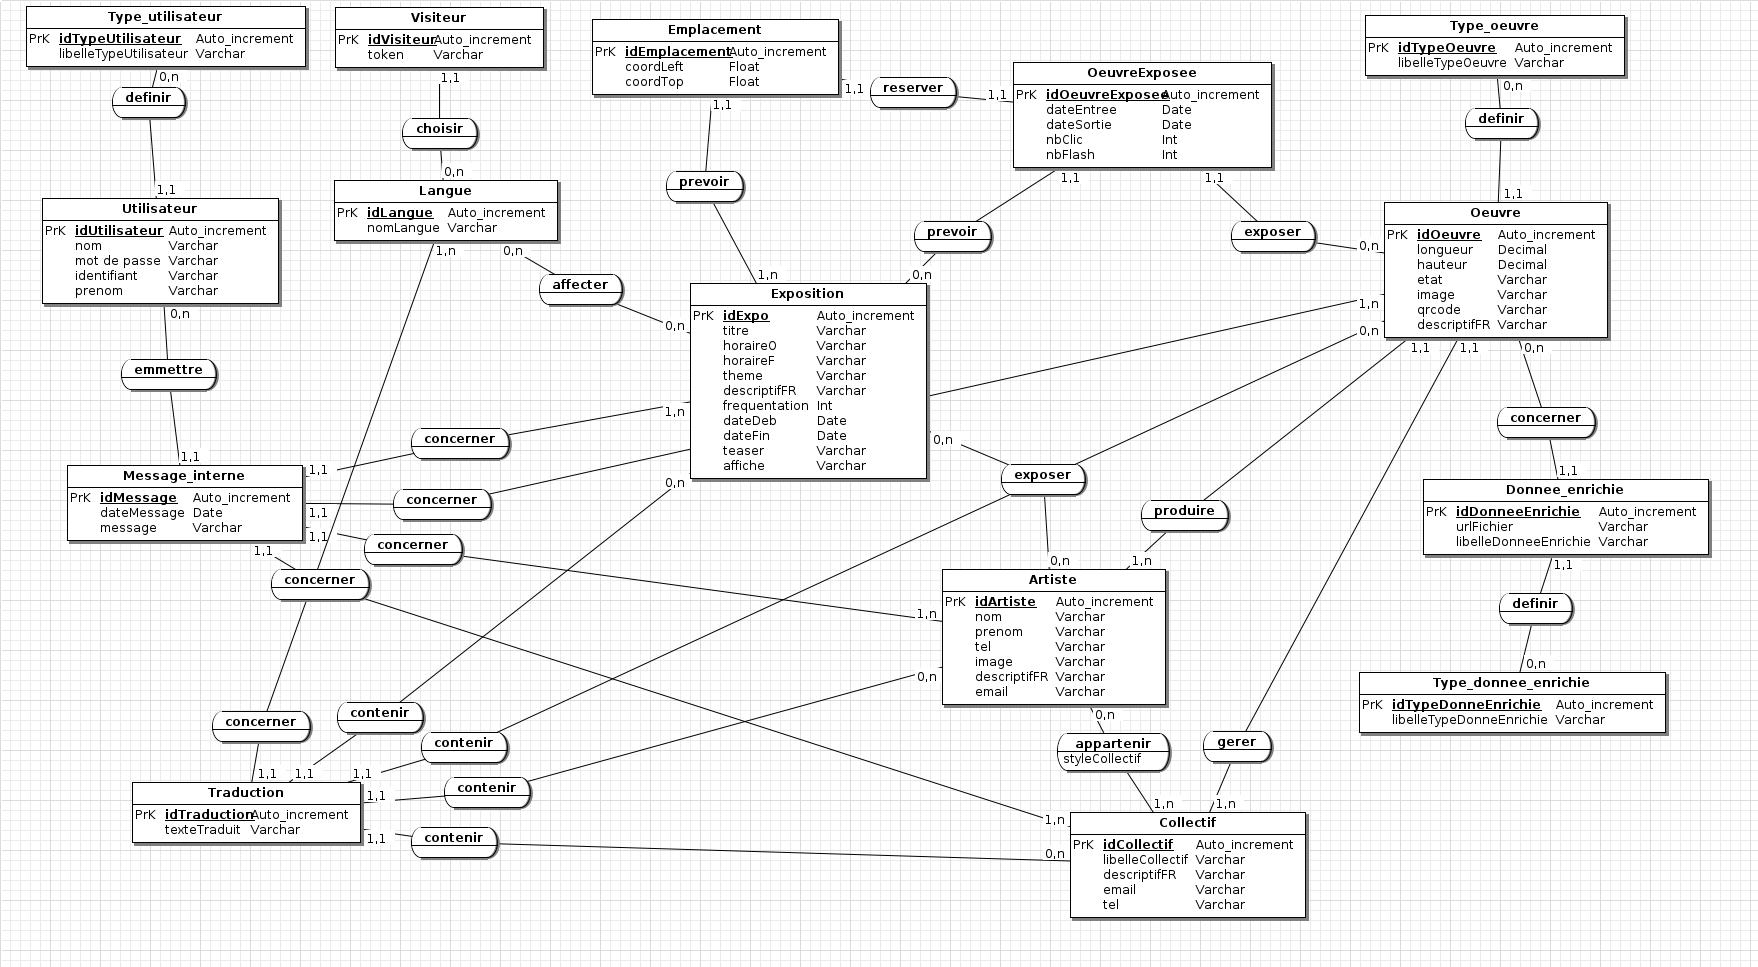 Type_utilisateur
PrK idTypeUtilisateur Auto_increment
libelleTypeUtilisateur Varchar
0,n
definir
1,1
Utilisateur
PrK idUtilisateur Auto_increment
nom Varchar
mot de passe Varchar
identifiant Varchar
prenom Varchar
0,n
emmettre
1,1
Message_interne
PrK idMessage Auto_increment
dateMessage Date
message Varchar
1,1
1,1
1,1
1,1
Visiteur
PrK idVisiteur Auto_increment
token Varchar
1,1
choisir
0,n
Langue
PrK idLangue Auto_increment
nomLangue Varchar
1,n
0,n
affecter
0,n
Emplacement
PrK idEmplacement Auto_increment
coordLeft Float
coordTop Float
1,1
reserver
1,1
1,1
prevoir
1,n
OeuvreExposee
PrK idOeuvreExposee Auto_increment
dateEntree Date
dateSortie Date
nbClic Int
nbFlash Int
1,1
prevoir
0,n
1,1
exposer
0,n
Type_oeuvre
PrK idTypeOeuvre Auto_increment
libelleTypeOeuvre Varchar
0,n
definir
1,1
Oeuvre
PrK idOeuvre Auto_increment
longueur Decimal
hauteur Decimal
etat Varchar
image Varchar
qrcode Varchar
descriptifFR Varchar
1,n
0,n
1,1
1,1
0,n
Exposition
PrK idExpo Auto_increment
titre Varchar
horaireO Varchar
horaireF Varchar
theme Varchar
descriptifFR Varchar
frequentation Int
dateDeb Date
dateFin Date
teaser Varchar
affiche Varchar
1,n
0,n
0,n
concerner
concerner
concerner
concerner
exposer
0,n
produire
1,n
concerner
1,1
Donnee_enrichie
PrK idDonneeEnrichie Auto_increment
urlFichier Varchar
libelleDonneeEnrichie Varchar
1,1
definir
0,n
Type_donnee_enrichie
PrK idTypeDonneEnrichie Auto_increment
libelleTypeDonneEnrichie Varchar
Artiste
PrK idArtiste Auto_increment
nom Varchar
prenom Varchar
tel Varchar
image Varchar
descriptifFR Varchar
email Varchar
1,n
0,n
0,n
appartenir
styleCollectif
1,n
gerer
1,n
concerner
contenir
contenir
contenir
contenir
1,1
1,1
1,1
1,1
1,1
Traduction
PrK idTraduction Auto_increment
texteTraduit Varchar
1,n
0,n
Collectif
PrK idCollectif Auto_increment
libelleCollectif Varchar
descriptifFR Varchar
email Varchar
tel Varchar